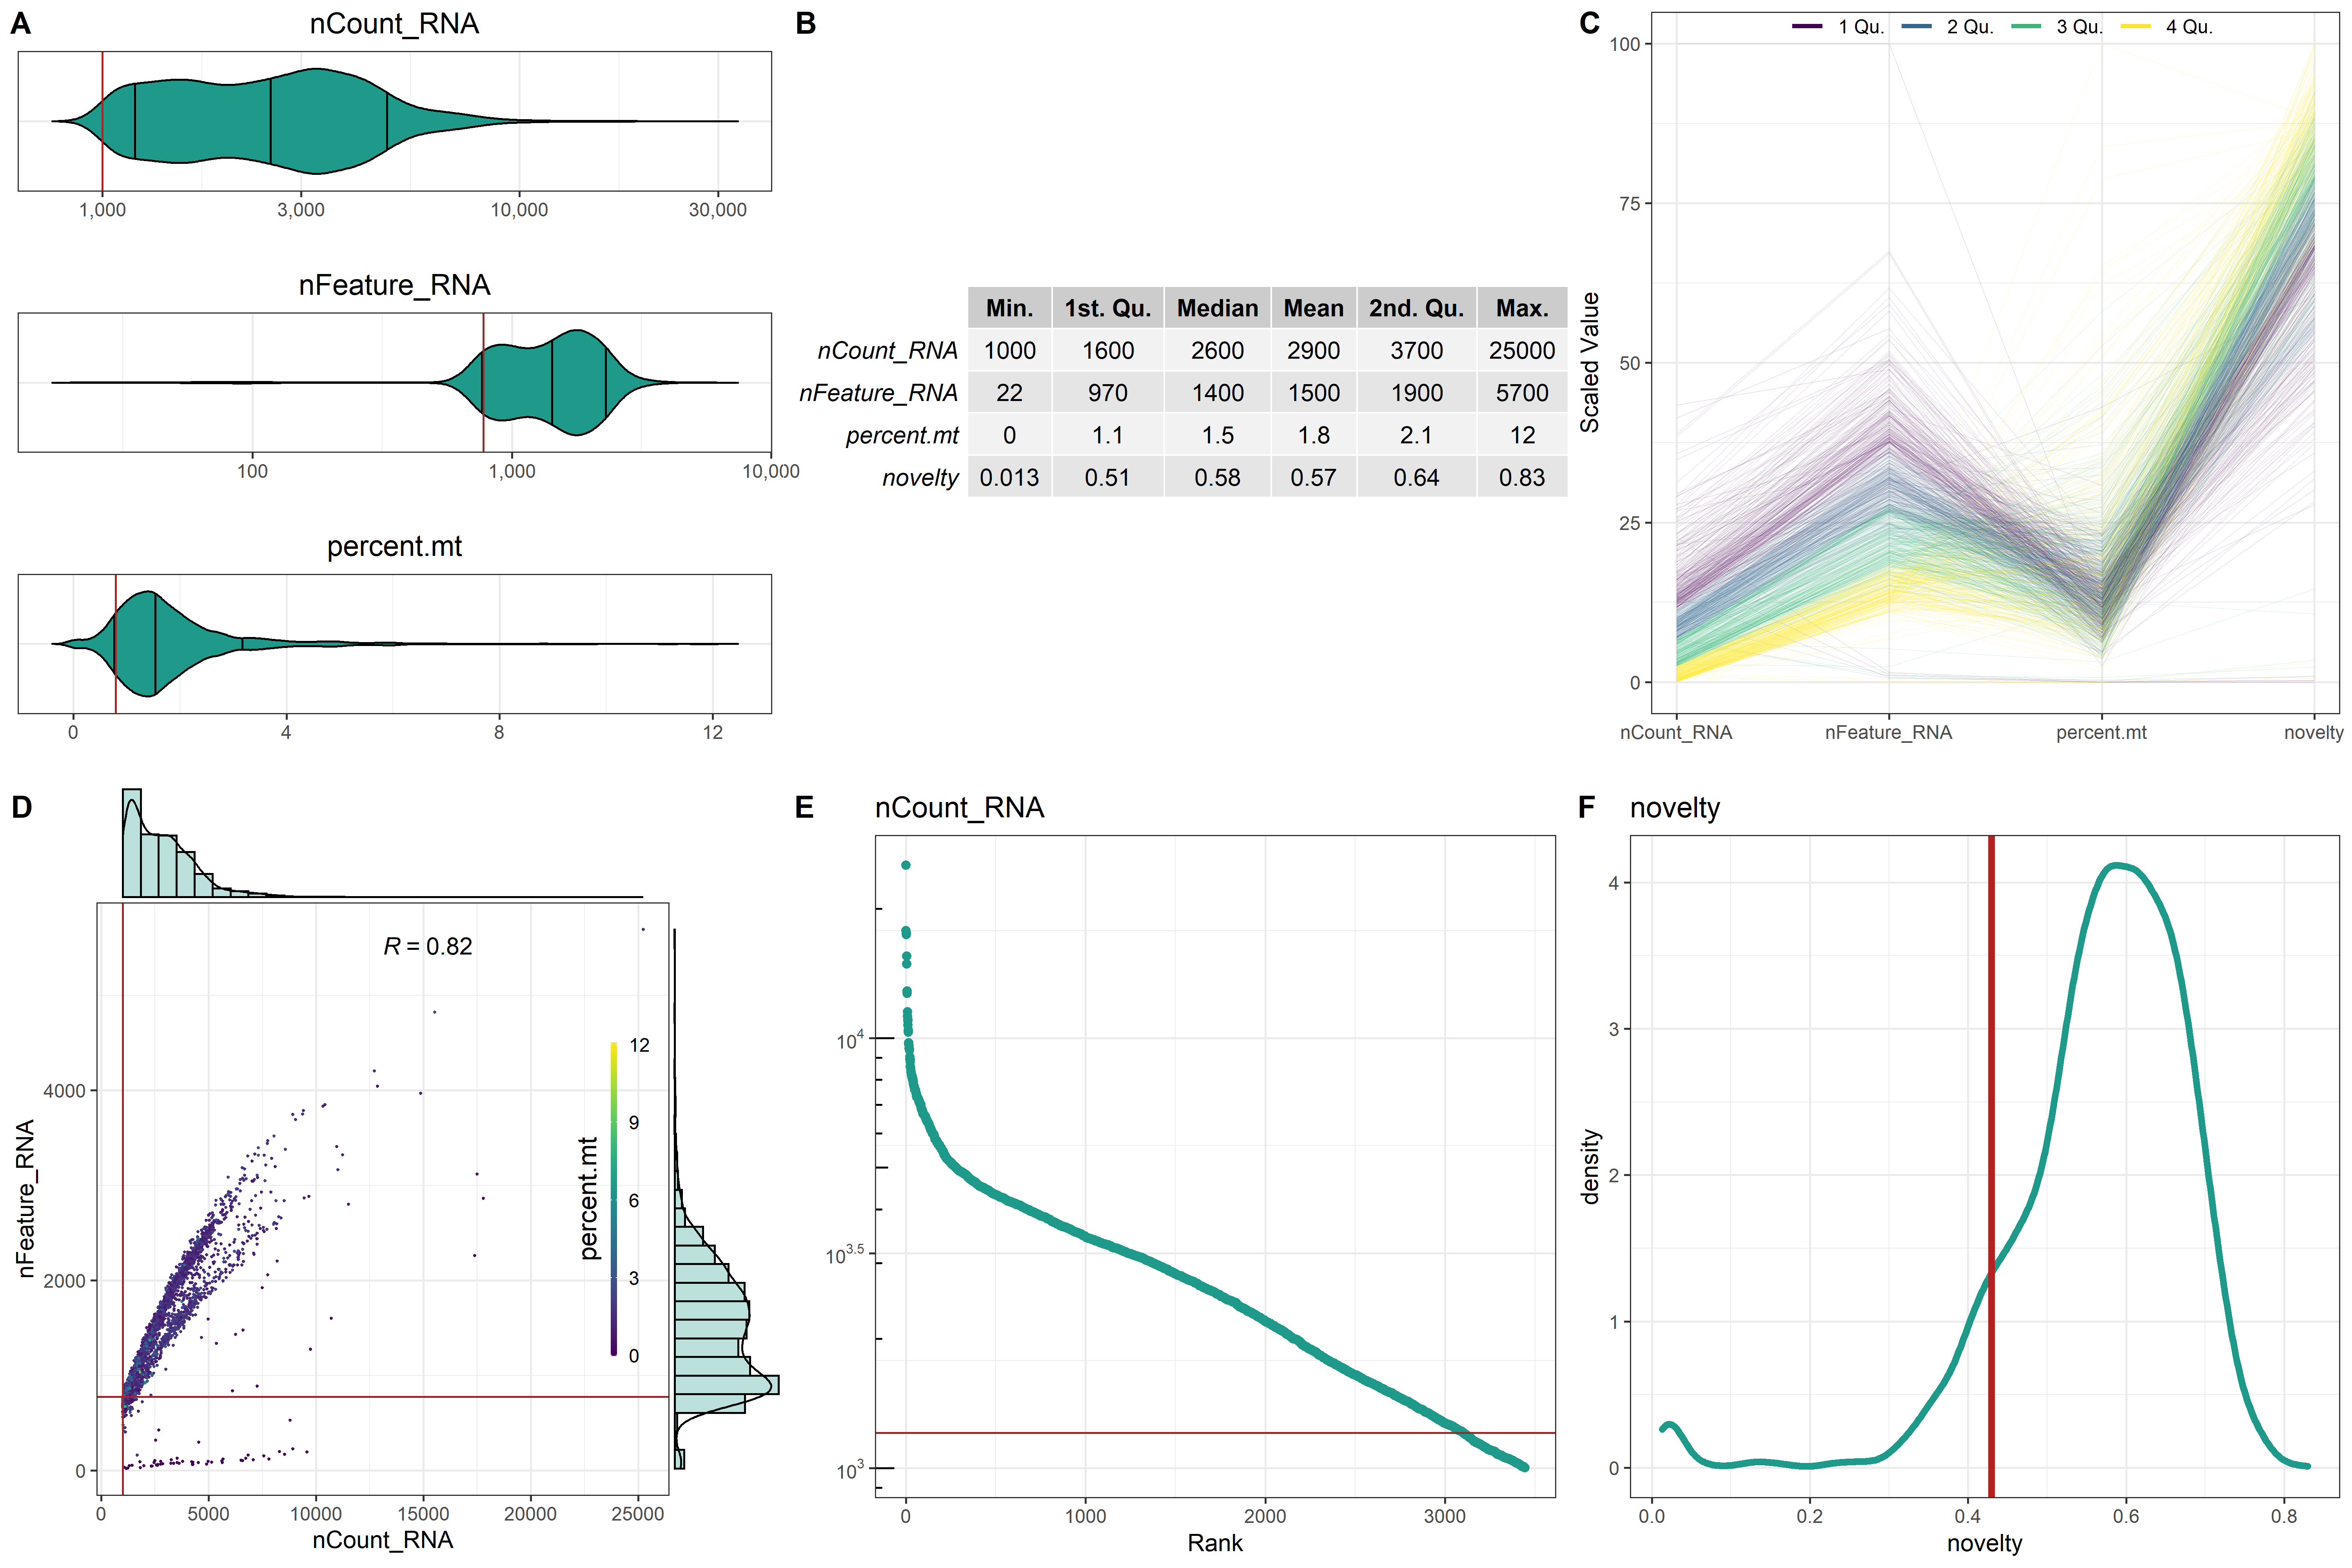 A
nCount_RNA
1,000 3,000 10,000 30,000
nFeature_RNA
100 1,000 10,000
percent.mt
0 4 8 12
B
Min. 1st. Qu. Median Mean 2nd. Qu. Max.
nCount_RNA 1000 1600 2600 2900 3700 25000
nFeature_RNA 22 970 1400 1500 1900 5700
percent.mt 0 1.1 1.5 1.8 2.1 12
novelty 0.013 0.51 0.58 0.57 0.64 0.83
C
1 Qu. 2 Qu. 3 Qu. 4 Qu.
Scaled Value
100
75
50
25
0
nCount_RNA nFeature_RNA percent.mt novelty
D
R = 0.82
nFeature_RNA
4000
2000
0
percent.mt
12
9
6
3
0
0 5000 10000 15000 20000 25000
nCount_RNA
E
nCount_RNA
10^4
10^3.5
10^3
0 1000 2000 3000
Rank
F
novelty
density
4
3
2
1
0
0.0 0.2 0.4 0.6 0.8
novelty